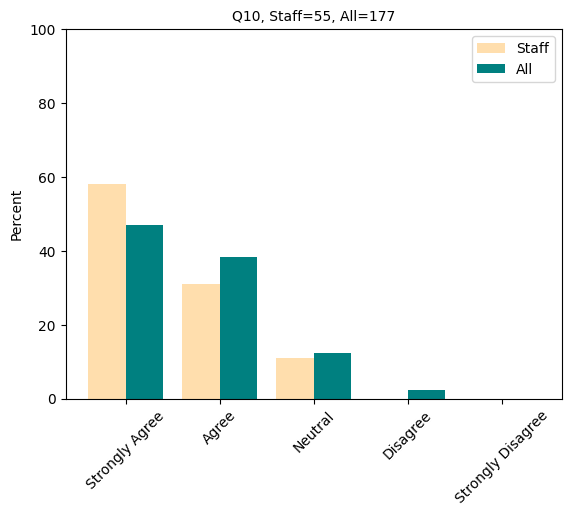 Q10, Staff=55, All=177
Staff
All
Percent
100
80
60
40
20
0
Strongly Agree
Agree
Neutral
Disagree
Strongly Disagree